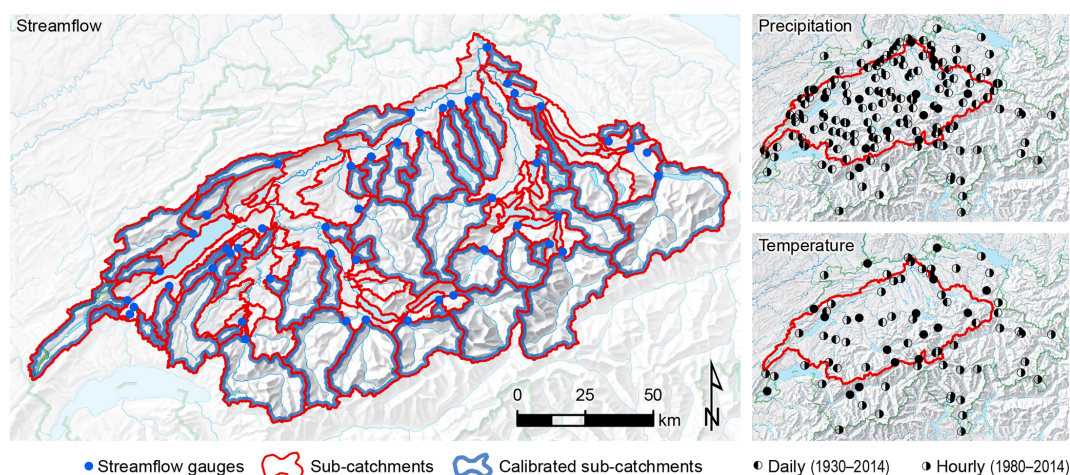 Streamflow
Precipitation
Temperature
0 25 50
km
N
Streamflow gauges
Sub-catchments
Calibrated sub-catchments
Daily (1930–2014)
Hourly (1980–2014)